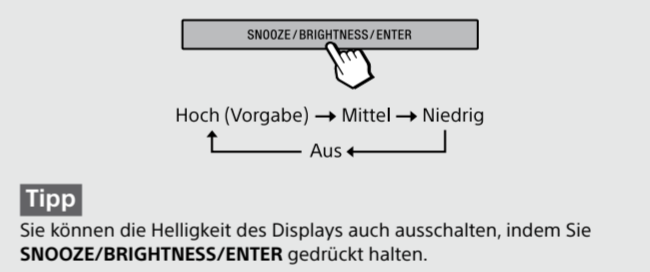 SNOOZE/BRIGHTNESS/ENTER
Hoch (Vorgabe) → Mittel → Niedrig
Aus
Tipp
Sie können die Helligkeit des Displays auch ausschalten, indem Sie
SNOOZE/BRIGHTNESS/ENTER gedrückt halten.